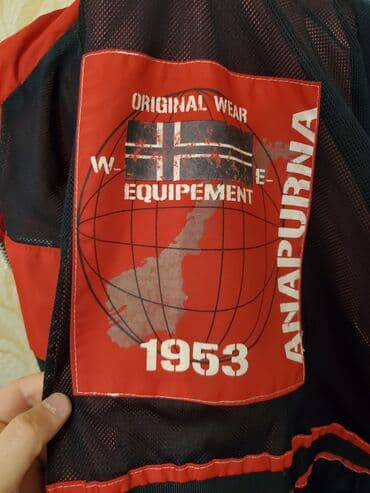 ORIGINAL WEAR
W- E-
EQUIPEMENT
1953
ANAPURNA